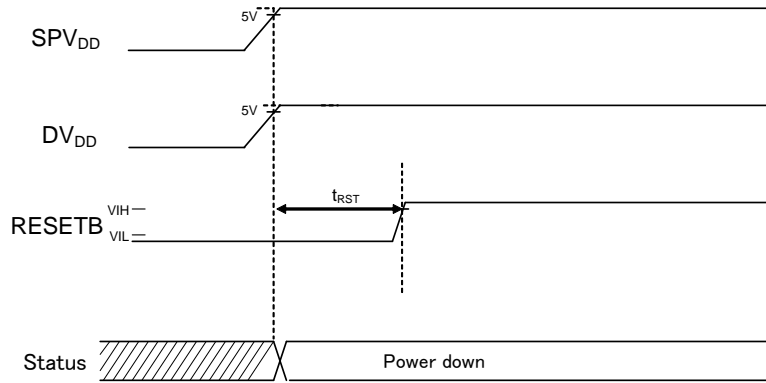 5V
SPVDD
5V
DVDD
tRST
VIH
RESETB
VIL
Status
Power down